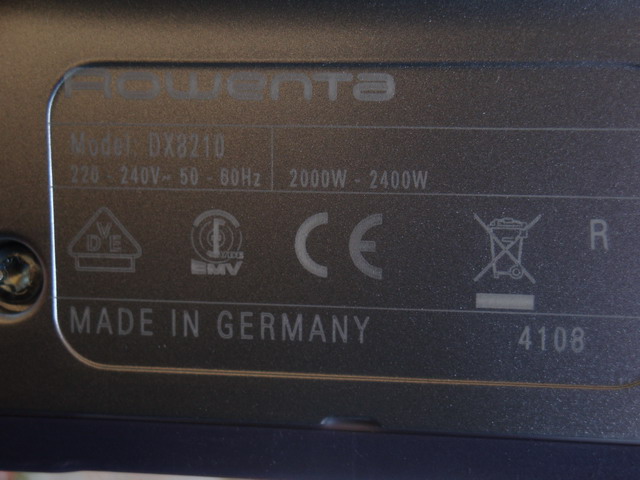 ROWENTA
Model: DX8210
220 - 240V~ 50 - 60Hz
2000W - 2400W
VDE
EMV
CE
R
MADE IN GERMANY
4108